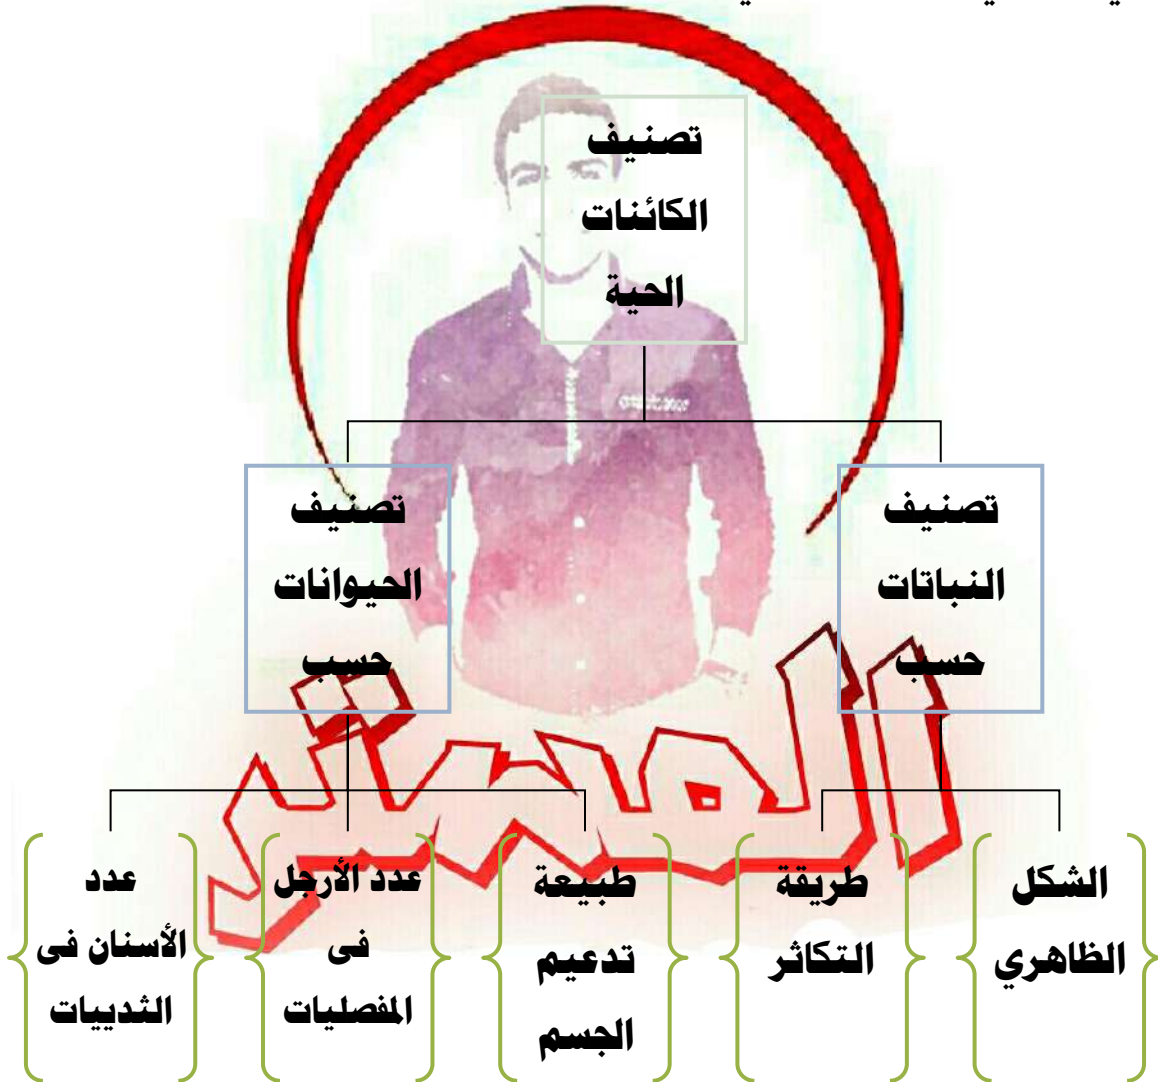 تصنيف
الكائنات
الحية
تصنيف
النباتات
حسب
تصنيف
الحيوانات
حسب
الشكل
الظاهري
طريقة
التكاثر
طبيعة
تدعيم
الجسم
عدد الأرجل
فى
المفصليات
عدد
الأسنان فى
الثدييات
المستر